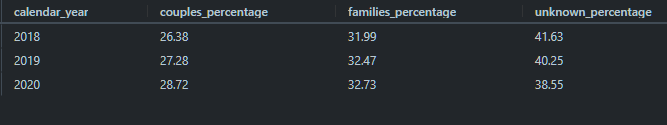 calendar_year couples_percentage families_percentage unknown_percentage
2018 26.38 31.99 41.63
2019 27.28 32.47 40.25
2020 28.72 32.73 38.55